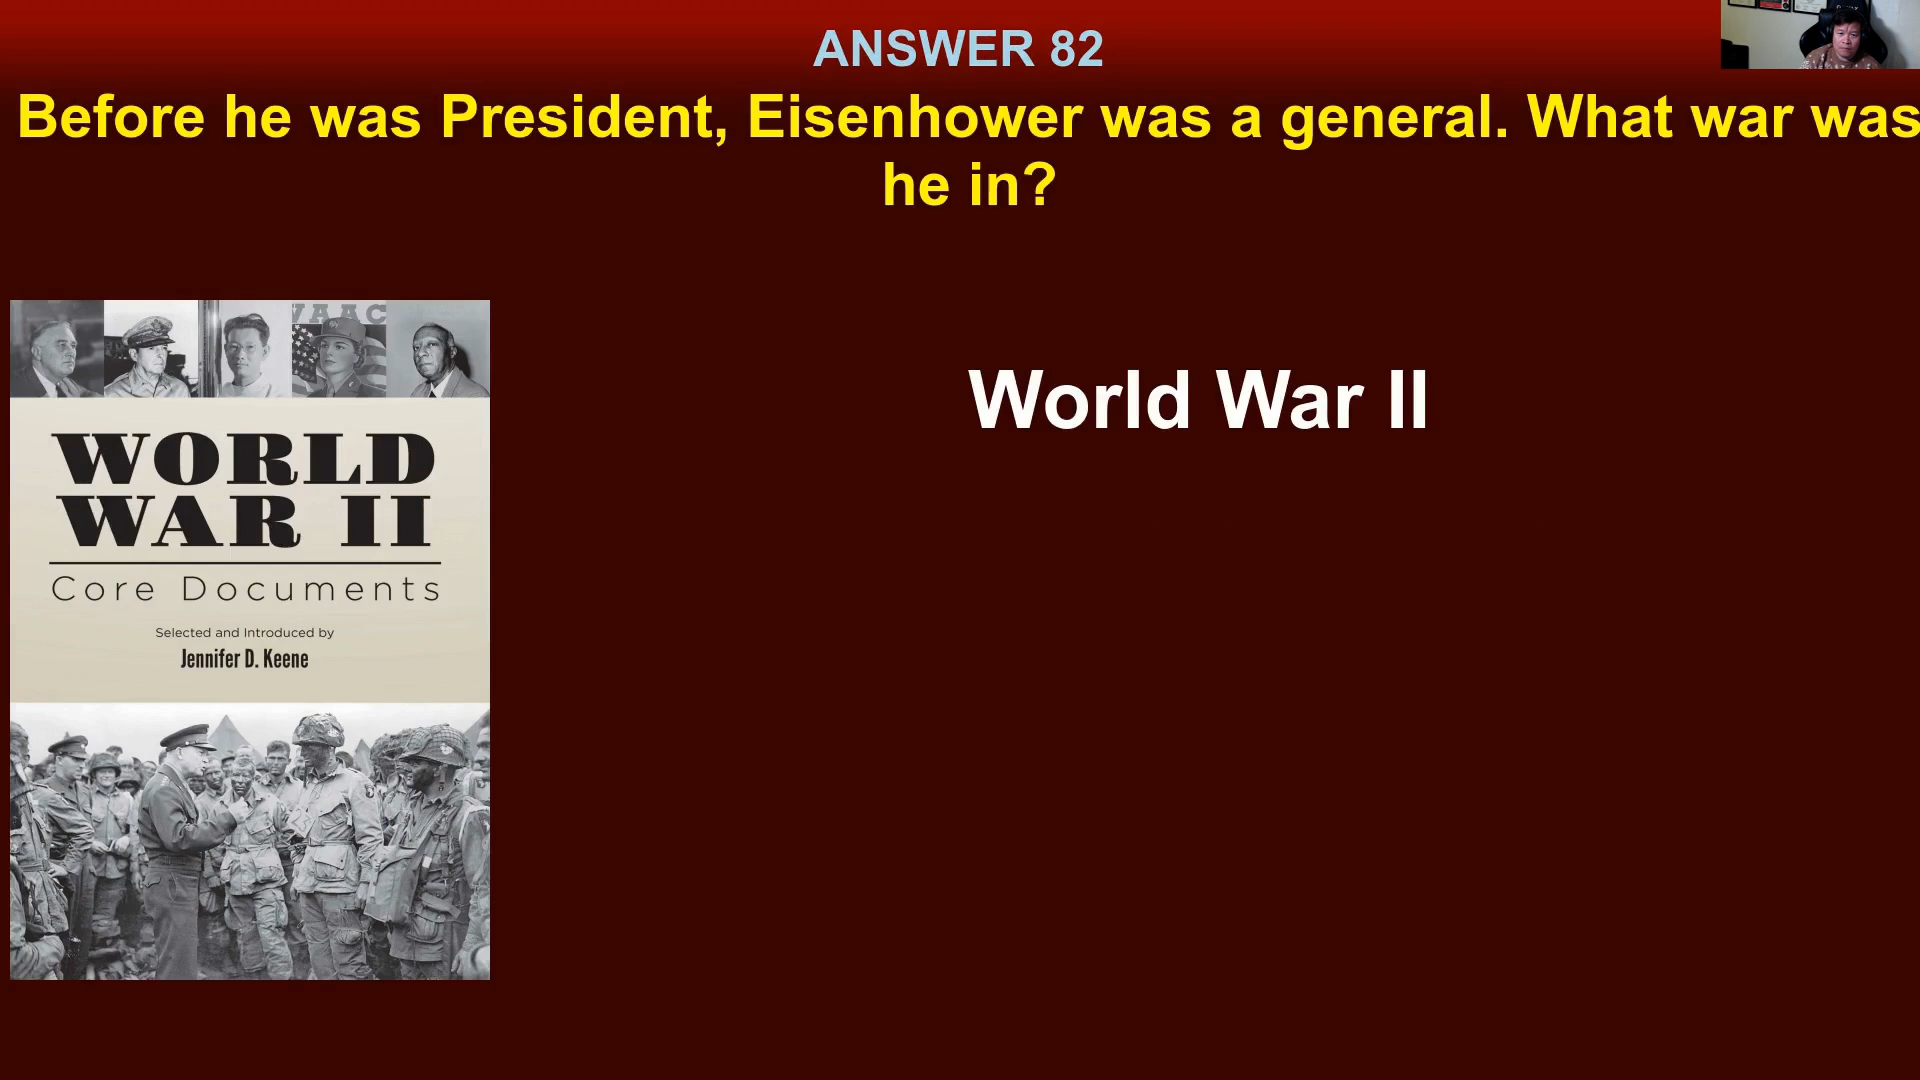 ANSWER 82
Before he was President, Eisenhower was a general. What war was
he in?
World War II
WAAC
WORLD
WAR II
Core Documents
Selected and Introduced by
Jennifer D. Keene